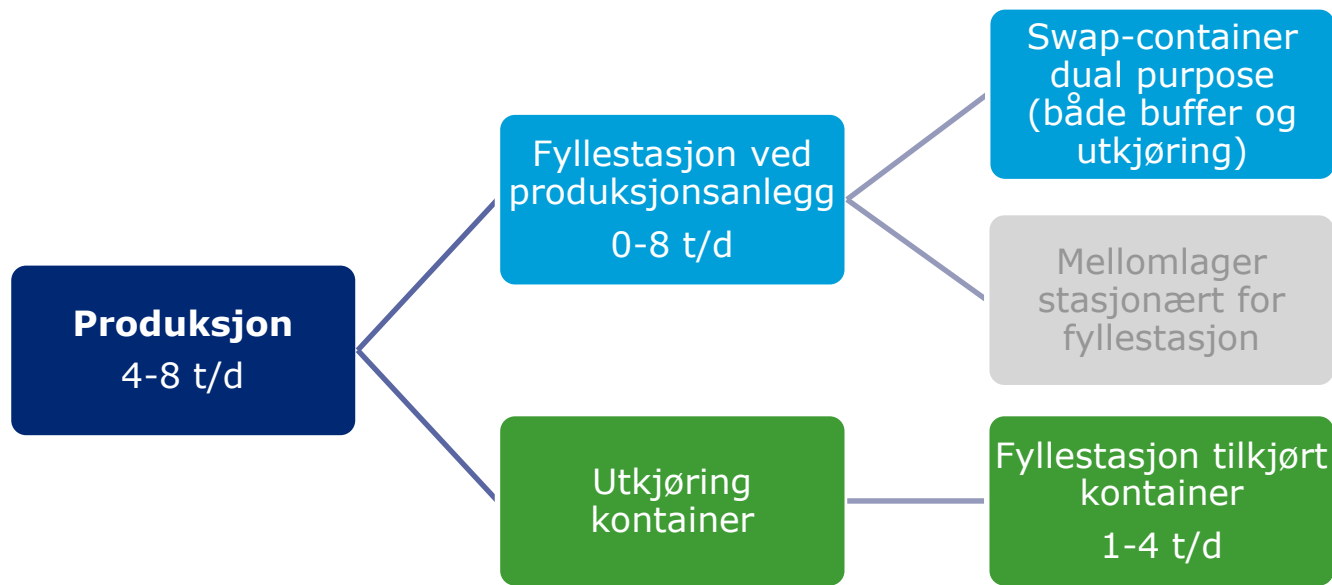 Produksjon
4-8 t/d
Fyllestasjon ved
produksjonsanlegg
0-8 t/d
Swap-container
dual purpose
(både buffer og
utkjøring)
Mellomlager
stasjonært for
fyllestasjon
Utkjøring
kontainer
Fyllestasjon tilkjørt
kontainer
1-4 t/d